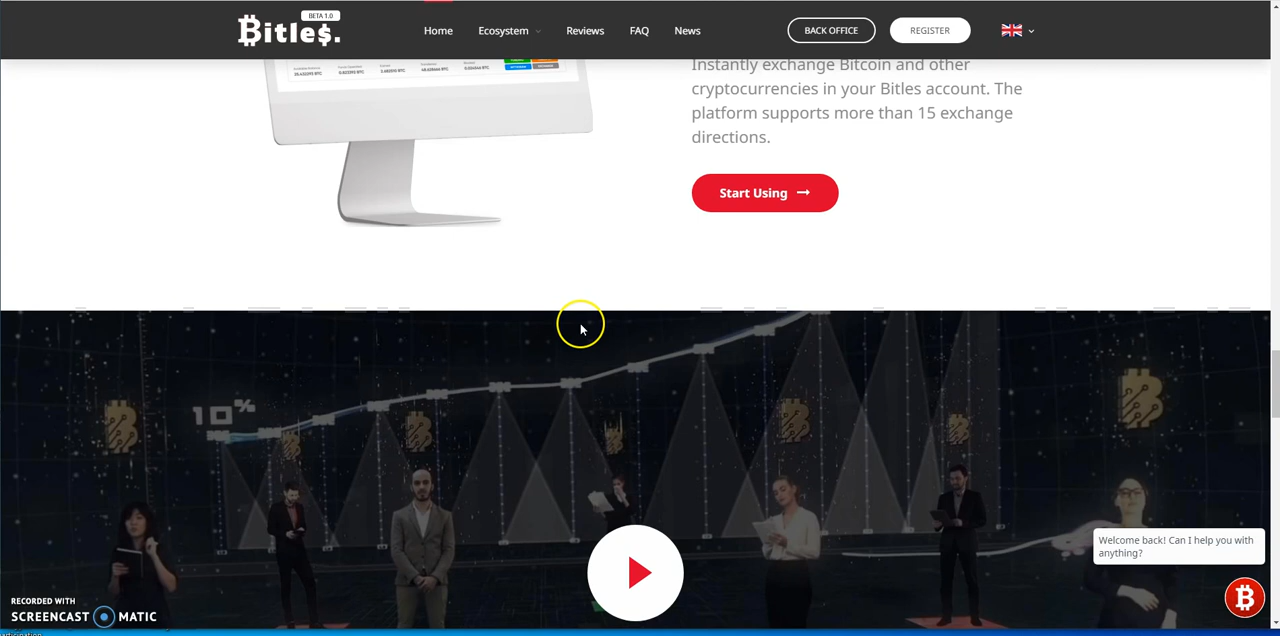 BETA 1.0
Bitles.
Home
Ecosystem
Reviews
FAQ
News
BACK OFFICE
REGISTER
Instantly exchange Bitcoin and other
cryptocurrencies in your Bitles account. The
platform supports more than 15 exchange
directions.
Start Using
10%
Welcome back! Can I help you with
anything?
RECORDED WITH
SCREENCAST MATIC